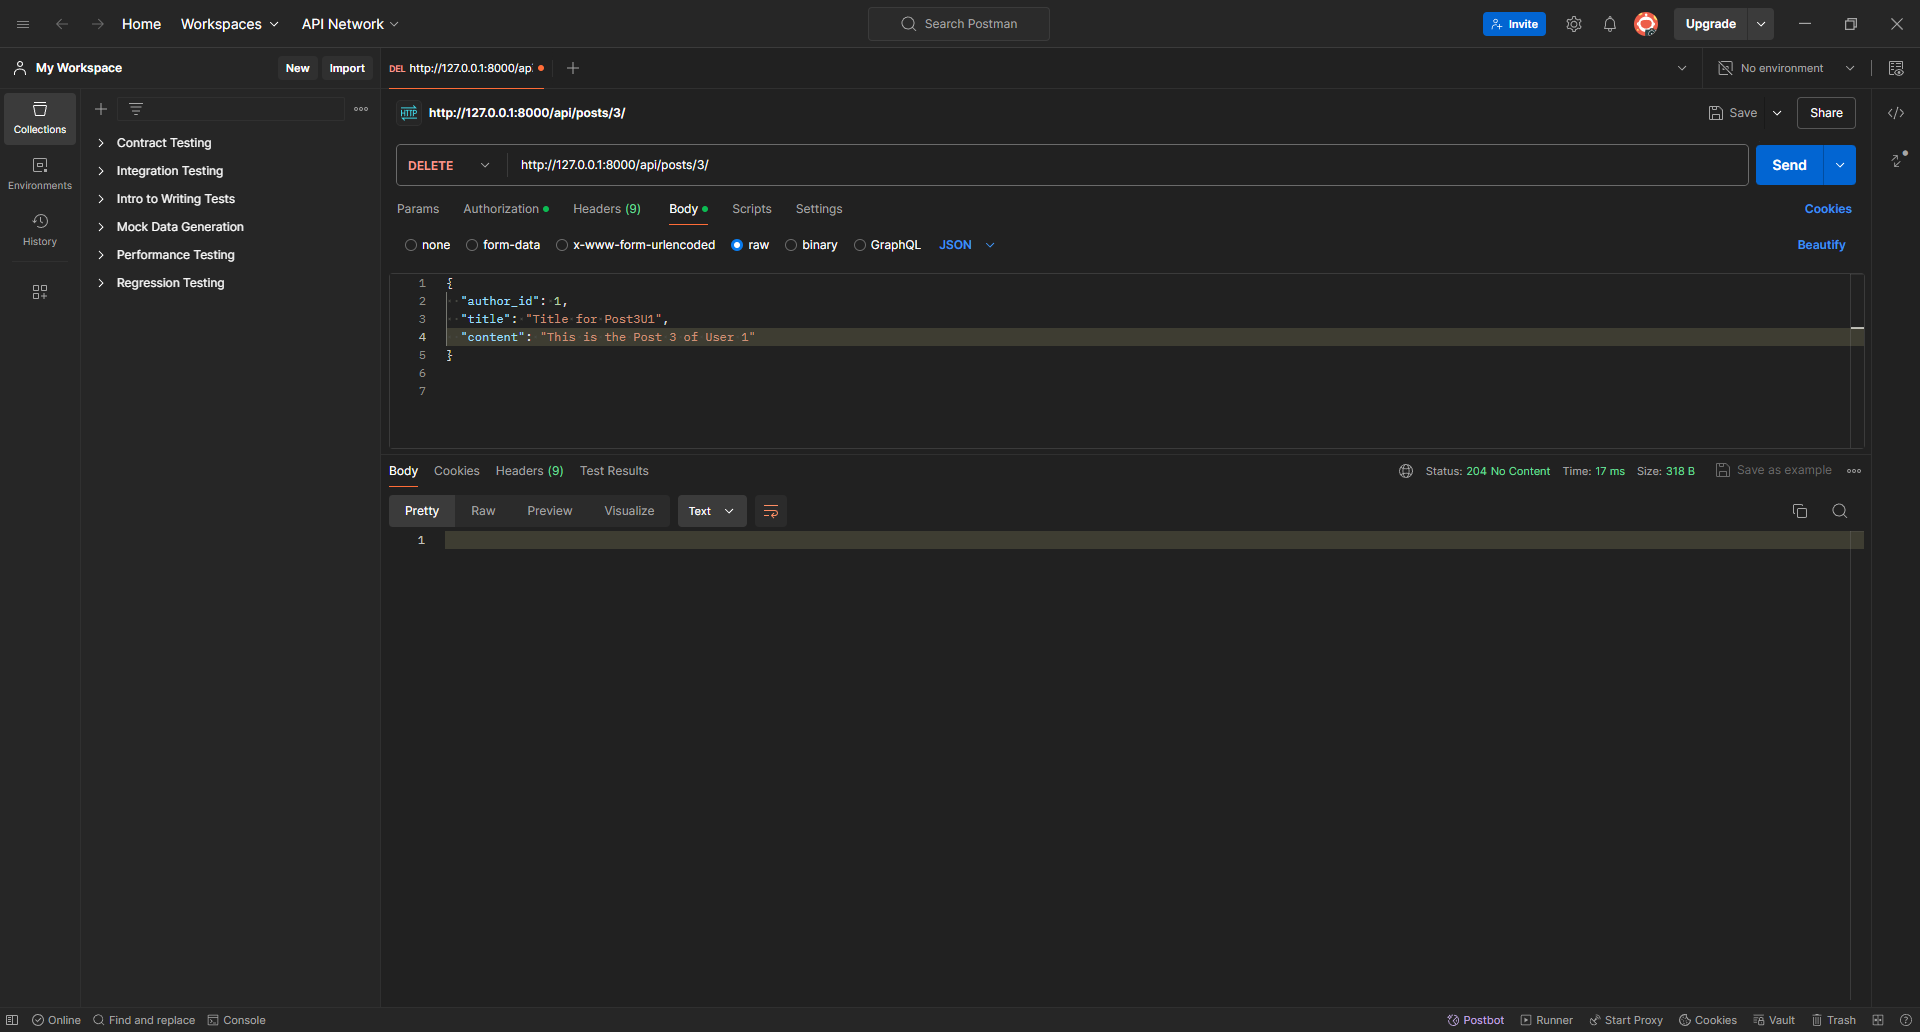 Home Workspaces API Network Search Postman Invite Upgrade
My Workspace New Import DEL http://127.0.0.1:8000/ap No environment
HTTP http://127.0.0.1:8000/api/posts/3/ Save Share
Collections
Environments
History
Contract Testing
Integration Testing
Intro to Writing Tests
Mock Data Generation
Performance Testing
Regression Testing
DELETE http://127.0.0.1:8000/api/posts/3/ Send
Params Authorization Headers (9) Body Scripts Settings Cookies
none form-data x-www-form-urlencoded raw binary GraphQL JSON Beautify
1 {
2 "author_id": 1,
3 "title": "Title for Post3U1",
4 "content": "This is the Post 3 of User 1"
5 }
6
7
Body Cookies Headers (9) Test Results Status: 204 No Content Time: 17 ms Size: 318 B Save as example
Pretty Raw Preview Visualize Text
1
Online Find and replace Console Postbot Runner Start Proxy Cookies Vault Trash